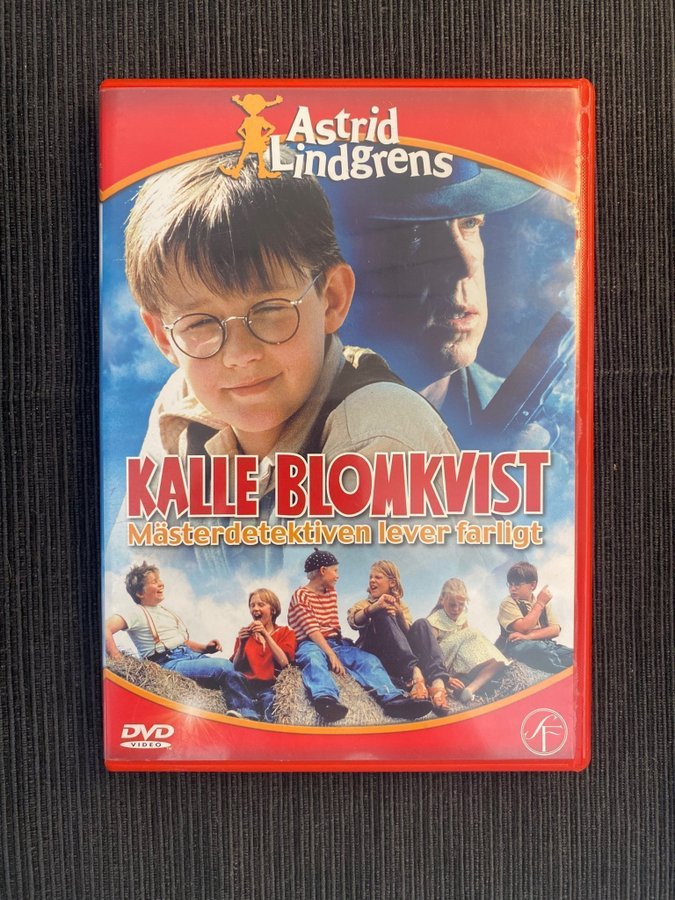 Astrid
Lindgrens
KALLE BLOMKVIST
Mästerdetektiven lever farligt
DVD
VIDEO
SF